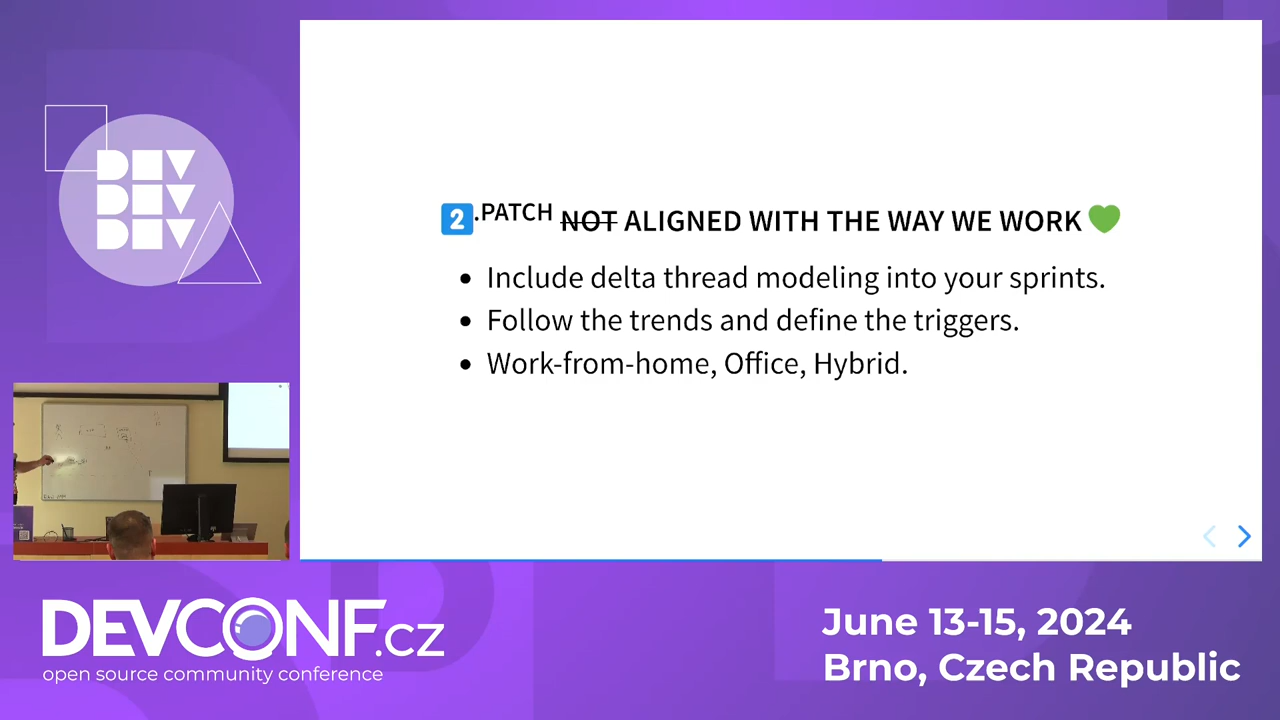 DEV
DEV
DEV
2️⃣.PATCH NOT ALIGNED WITH THE WAY WE WORK 💚
• Include delta thread modeling into your sprints.
• Follow the trends and define the triggers.
• Work-from-home, Office, Hybrid.
DEVCONF.cz
open source community conference
June 13-15, 2024
Brno, Czech Republic